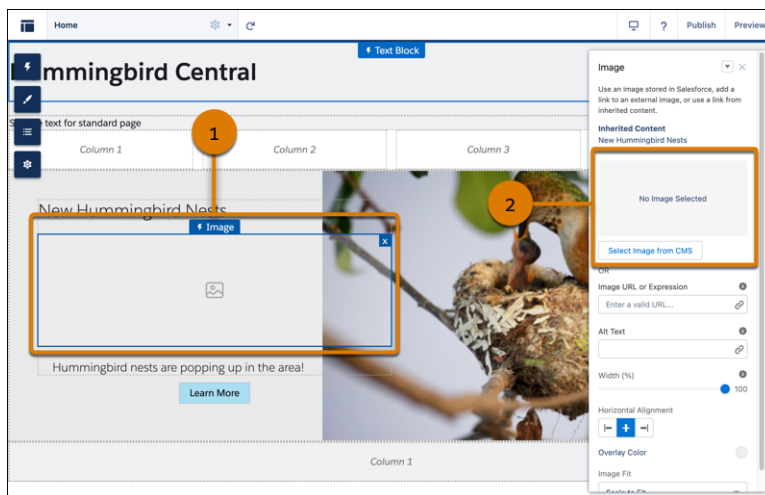 Home
?
Publish
Preview
Text Block
mmingbird Central
text for standard page
Column 1
Column 2
Column 3
1
New Hummingbird Nests
Image
x
Hummingbird nests are popping up in the area!
Learn More
Column 1
Image
Use an image stored in Salesforce, add a
link to an external image, or use a link from
inherited content.
Inherited Content
New Hummingbird Nests
2
No Image Selected
Select Image from CMS
OR
Image URL or Expression
Enter a valid URL...
Alt Text
Width (%)
100
Horizontal Alignment
Overlay Color
Image Fit
Scale to Fit